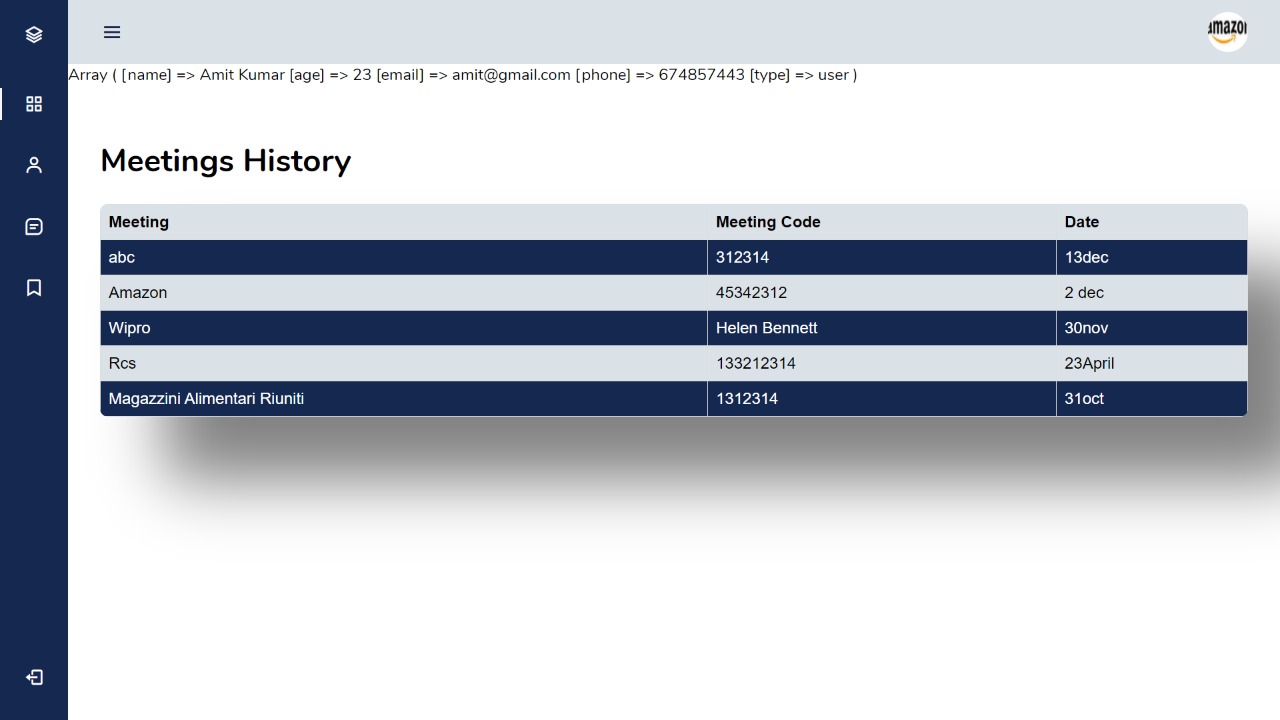 amazon
Array ( [name] => Amit Kumar [age] => 23 [email] => amit@gmail.com [phone] => 674857443 [type] => user )
Meetings History
Meeting Meeting Code Date
abc 312314 13dec
Amazon 45342312 2 dec
Wipro Helen Bennett 30nov
Rcs 133212314 23April
Magazzini Alimentari Riuniti 1312314 31oct